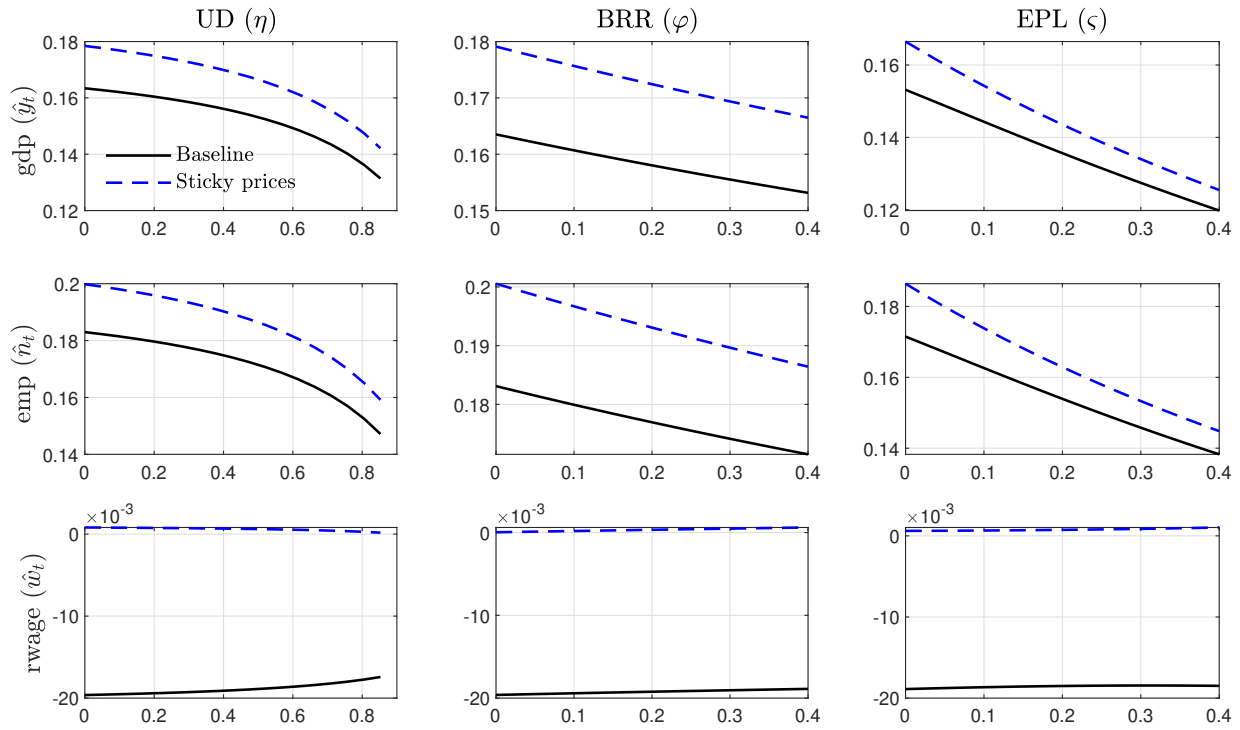 UD (η) BRR (φ) EPL (ς)
gdp (ŷ_t)
0.18 0.18
0.16 0.17 0.16
0.14 0.16 0.14
0.12 0.15 0.12
Baseline
Sticky prices
0 0.2 0.4 0.6 0.8 0 0.1 0.2 0.3 0.4 0 0.1 0.2 0.3 0.4
emp (n̂_t)
0.2 0.2 0.18
0.18 0.19 0.16
0.16 0.18 0.14
0.14
0 0.2 0.4 0.6 0.8 0 0.1 0.2 0.3 0.4 0 0.1 0.2 0.3 0.4
rwage (ŵ_t)
×10⁻³ ×10⁻³ ×10⁻³
0 0 0
-10 -10 -10
-20 -20 -20
0 0.2 0.4 0.6 0.8 0 0.1 0.2 0.3 0.4 0 0.1 0.2 0.3 0.4